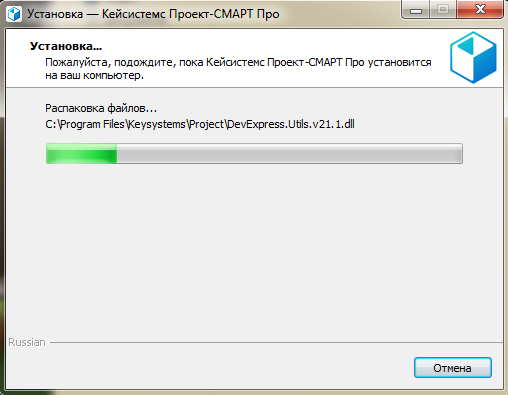 Установка — Кейсистемс Проект-СМАРТ Про
Установка...
Пожалуйста, подождите, пока Кейсистемс Проект-СМАРТ Про установится
на ваш компьютер.
Распаковка файлов...
C:\Program Files\Keysystems\Project\DevExpress.Utils.v21.1.dll
Russian
Отмена